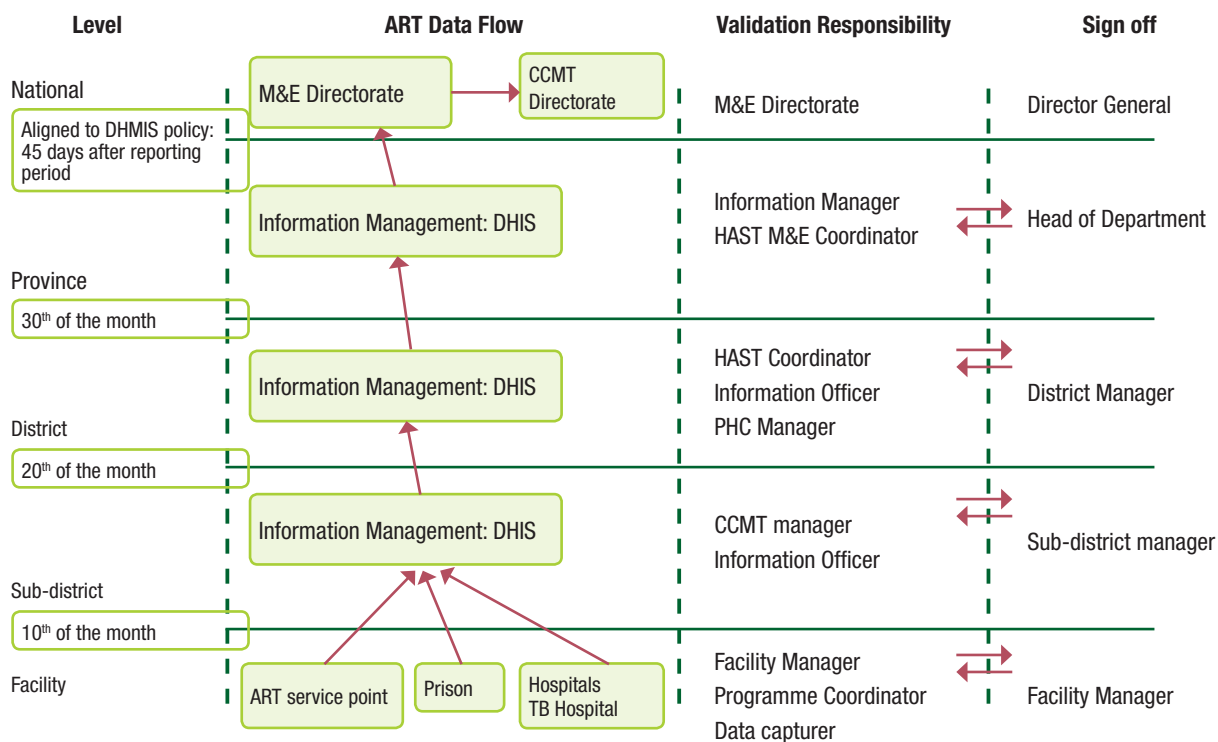 Level
ART Data Flow
Validation Responsibility
Sign off
National
M&E Directorate
CCMT
Directorate
M&E Directorate
Director General
Aligned to DHMIS policy:
45 days after reporting
period
Information Management: DHIS
Information Manager
HAST M&E Coordinator
Head of Department
Province
30th of the month
Information Management: DHIS
HAST Coordinator
Information Officer
PHC Manager
District Manager
District
20th of the month
Information Management: DHIS
CCMT manager
Information Officer
Sub-district manager
Sub-district
10th of the month
Facility
ART service point
Prison
Hospitals
TB Hospital
Facility Manager
Programme Coordinator
Data capturer
Facility Manager